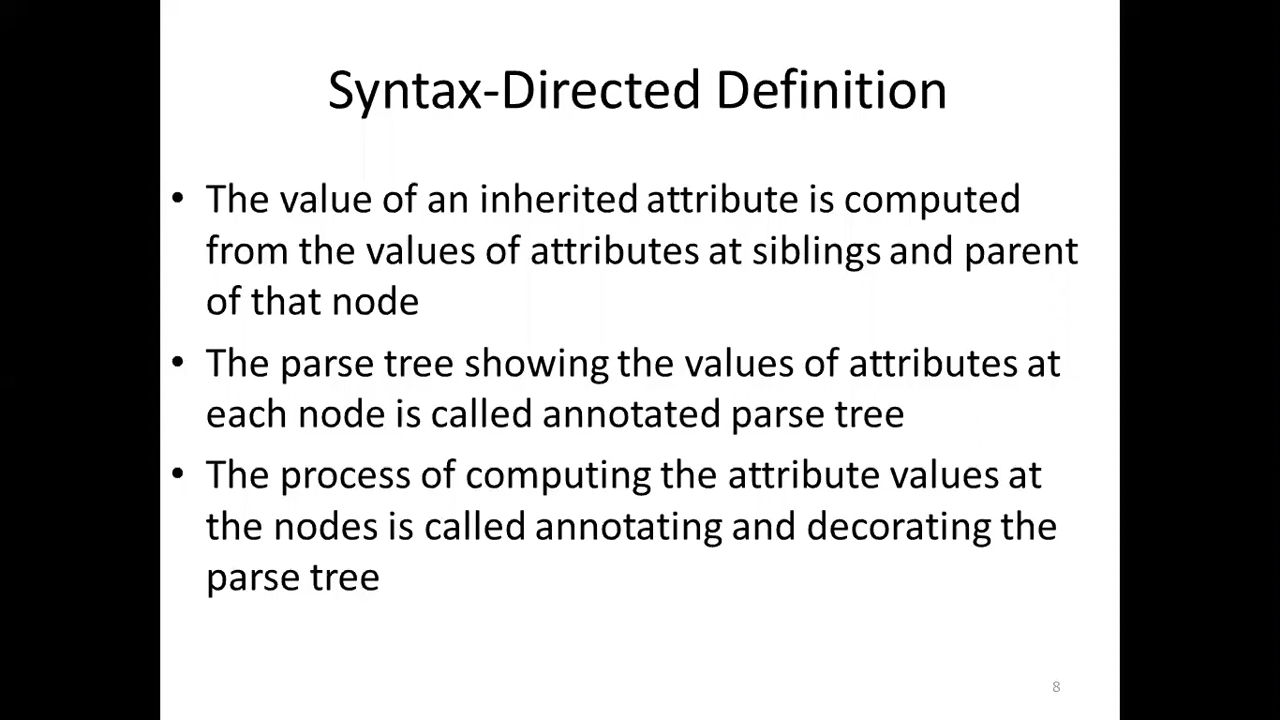 Syntax-Directed Definition
• The value of an inherited attribute is computed
from the values of attributes at siblings and parent
of that node
• The parse tree showing the values of attributes at
each node is called annotated parse tree
• The process of computing the attribute values at
the nodes is called annotating and decorating the
parse tree
8